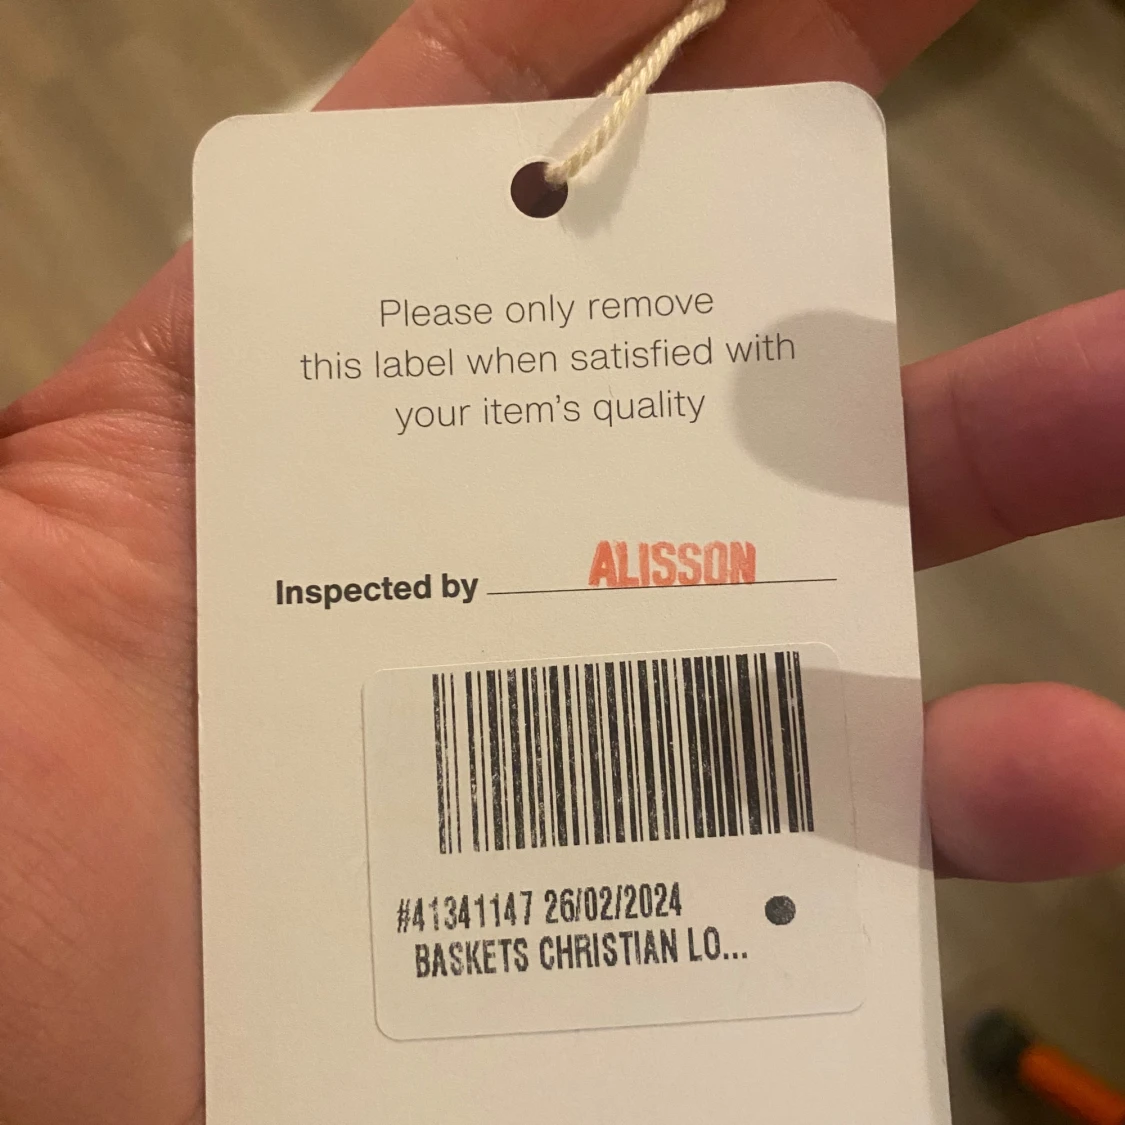 Please only remove
this label when satisfied with
your item's quality
Inspected by ALISSON
#41341147 26/02/2024
BASKETS CHRISTIAN LO...